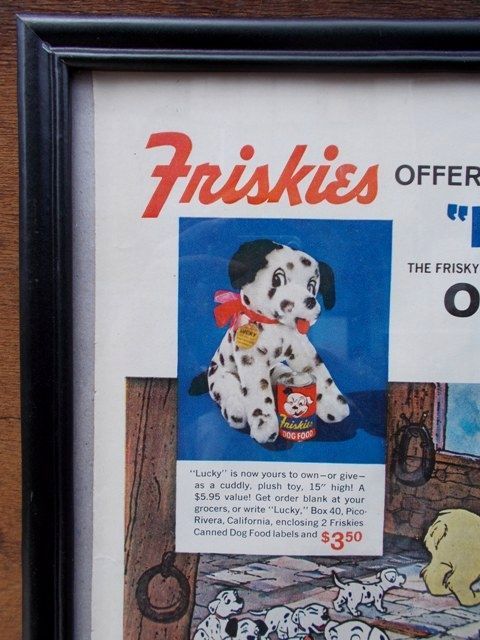 Friskies OFFER
"
THE FRISKY
O
LUCKY
Friskies
DOG FOOD
"Lucky" is now yours to own—or give—
as a cuddly, plush toy, 15" high! A
$5.95 value! Get order blank at your
grocers, or write "Lucky," Box 40, Pico-
Rivera, California, enclosing 2 Friskies
Canned Dog Food labels and $3.50